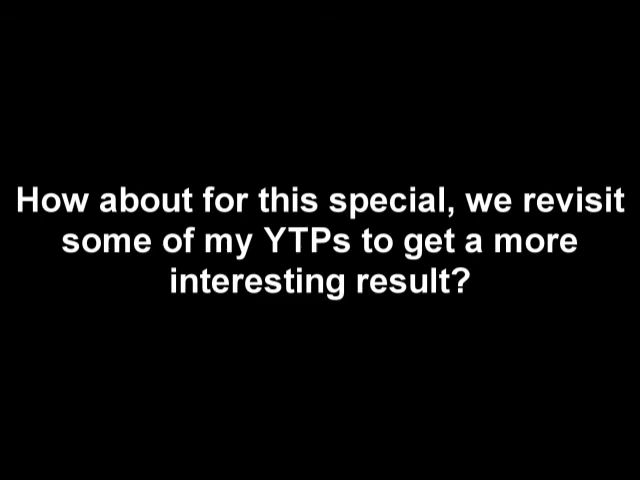 How about for this special, we revisit
some of my YTPs to get a more
interesting result?